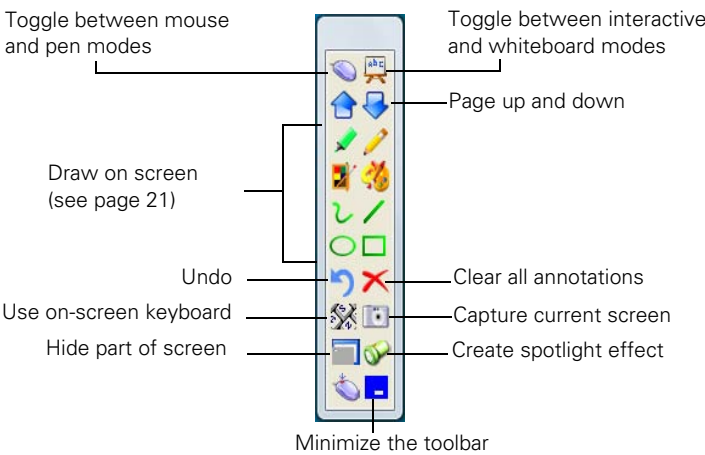 Toggle between mouse
and pen modes
Toggle between interactive
and whiteboard modes
Page up and down
Draw on screen
(see page 21)
Undo
Clear all annotations
Use on-screen keyboard
Capture current screen
Hide part of screen
Create spotlight effect
Minimize the toolbar